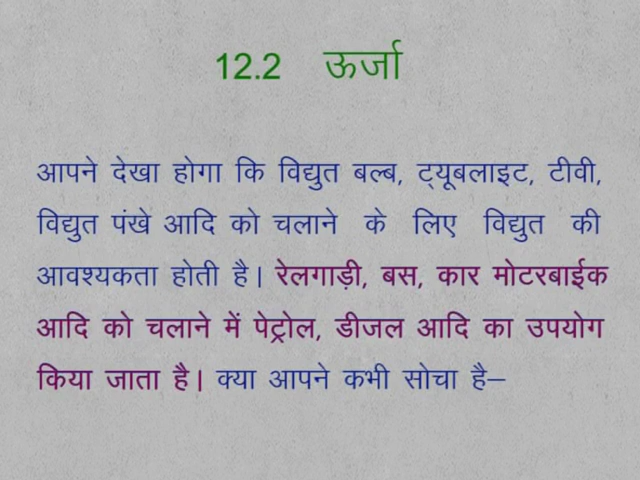 12.2 ऊर्जा
आपने देखा होगा कि विद्युत बल्ब, ट्यूबलाइट, टीवी,
विद्युत पंखे आदि को चलाने के लिए विद्युत की
आवश्यकता होती है। रेलगाड़ी, बस, कार मोटरबाईक
आदि को चलाने में पेट्रोल, डीजल आदि का उपयोग
किया जाता है। क्या आपने कभी सोचा है–